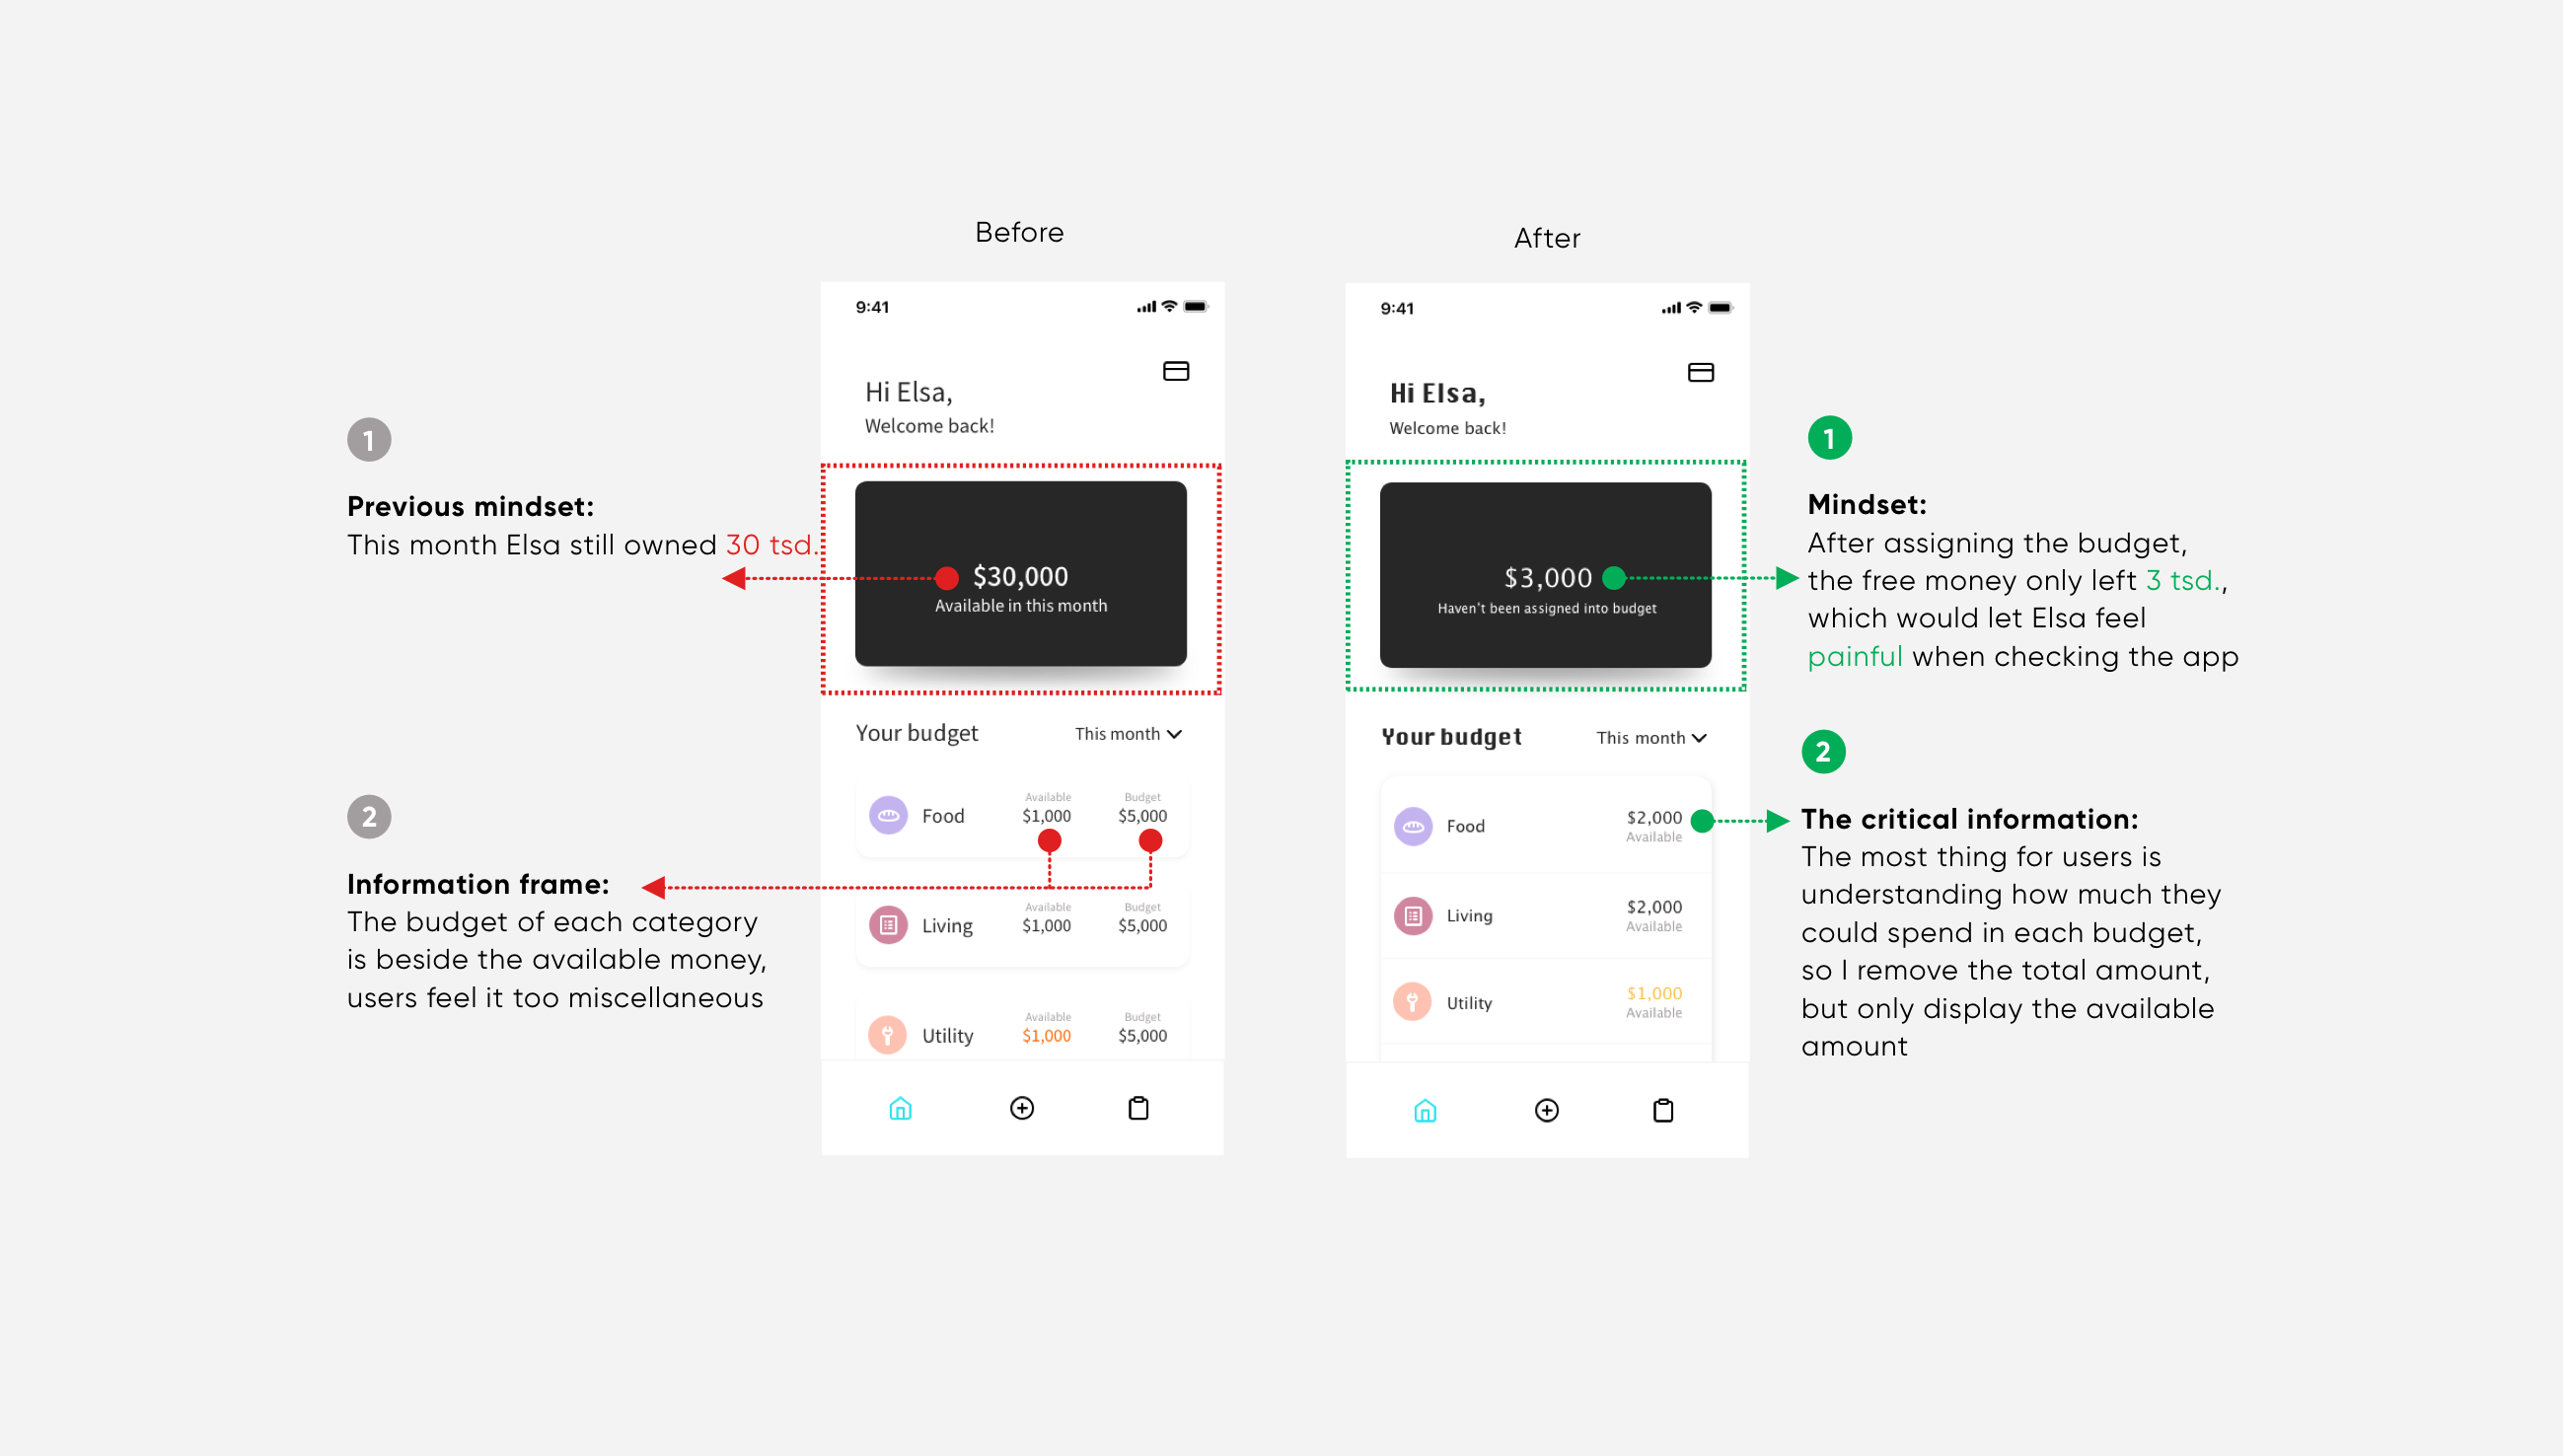 Before
After
9:41
9:41
Hi Elsa,
Welcome back!
Hi Elsa,
Welcome back!
1
Previous mindset:
This month Elsa still owned 30 tsd.
$30,000
Available in this month
$3,000
Haven't been assigned into budget
1
Mindset:
After assigning the budget,
the free money only left 3 tsd.,
which would let Elsa feel
painful when checking the app
2
Information frame:
The budget of each category
is beside the available money,
users feel it too miscellaneous
Your budget
This month
Available
Budget
Food
$1,000
$5,000
Available
Budget
Living
$1,000
$5,000
Available
Budget
Utility
$1,000
$5,000
Your budget
This month
Food
$2,000
Available
Living
$2,000
Available
Utility
$1,000
Available
2
The critical information:
The most thing for users is
understanding how much they
could spend in each budget,
so I remove the total amount,
but only display the available
amount